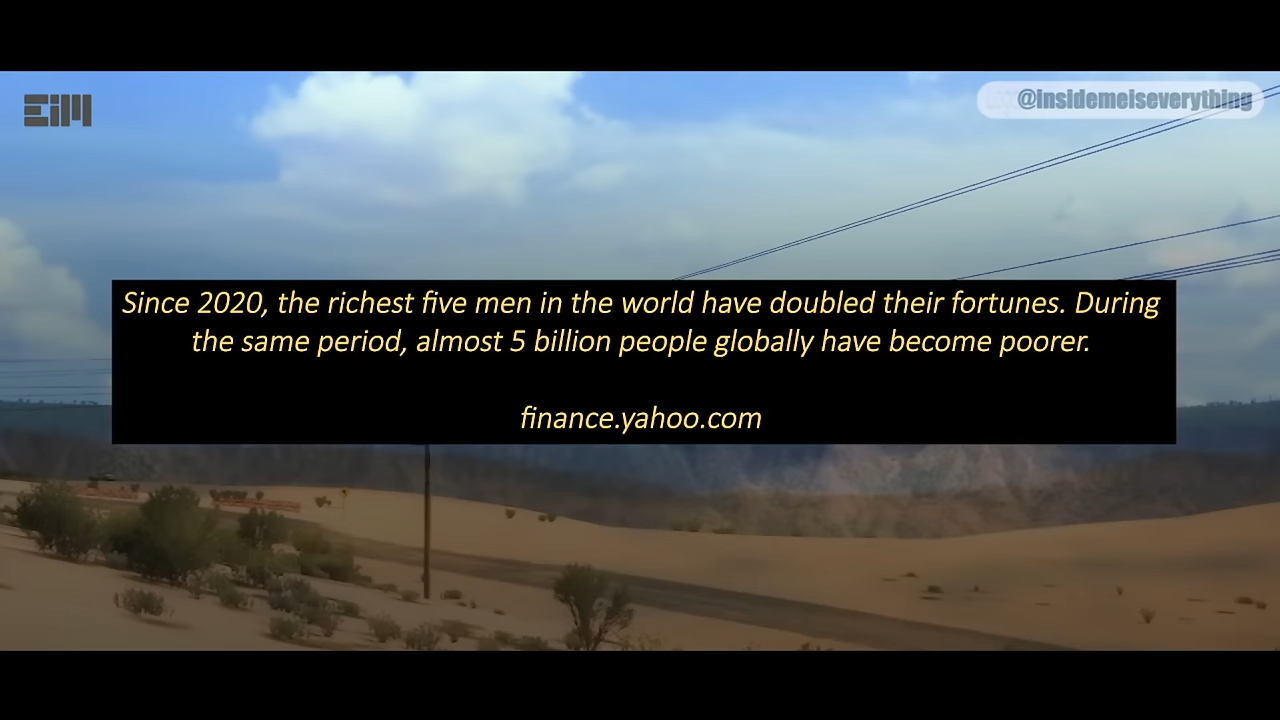 EiM
@Insidemeiseverything
Since 2020, the richest five men in the world have doubled their fortunes. During
the same period, almost 5 billion people globally have become poorer.
finance.yahoo.com